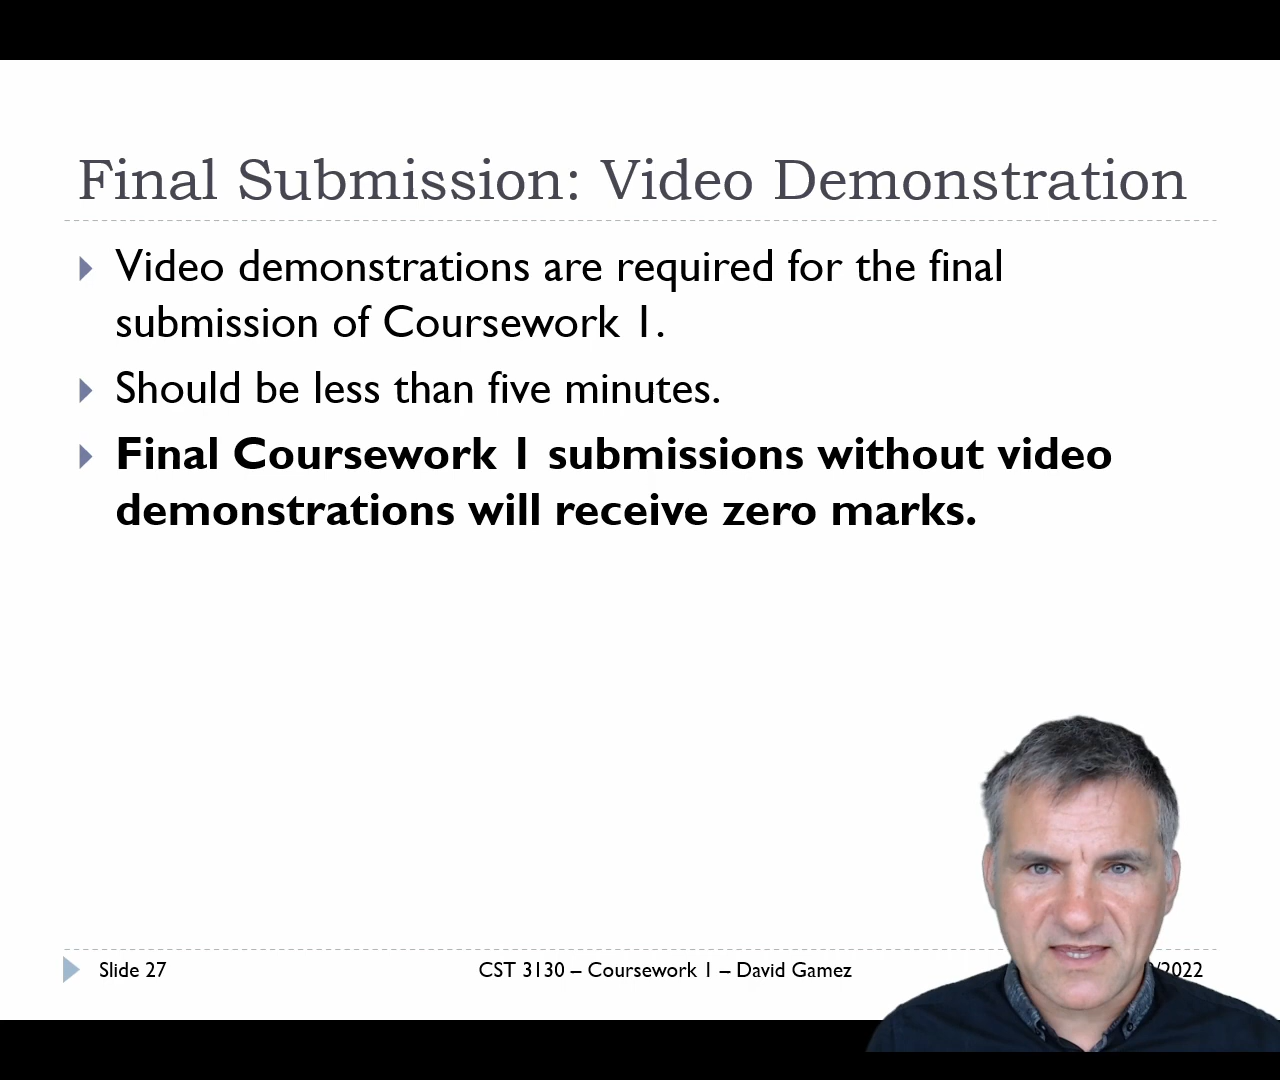 Final Submission: Video Demonstration
Video demonstrations are required for the final
submission of Coursework 1.
Should be less than five minutes.
Final Coursework 1 submissions without video
demonstrations will receive zero marks.
Slide 27
CST 3130 – Coursework 1 – David Gamez
/2022